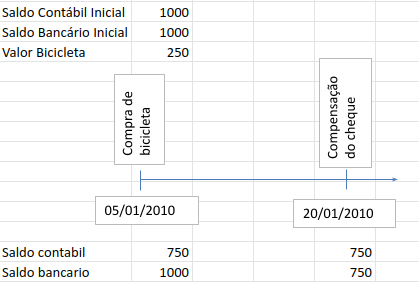 Saldo Contábil Inicial 1000
Saldo Bancário Inicial 1000
Valor Bicicleta 250
Compra de
bicicleta
Compensação
do cheque
05/01/2010
20/01/2010
Saldo contabil 750 750
Saldo bancario 1000 750